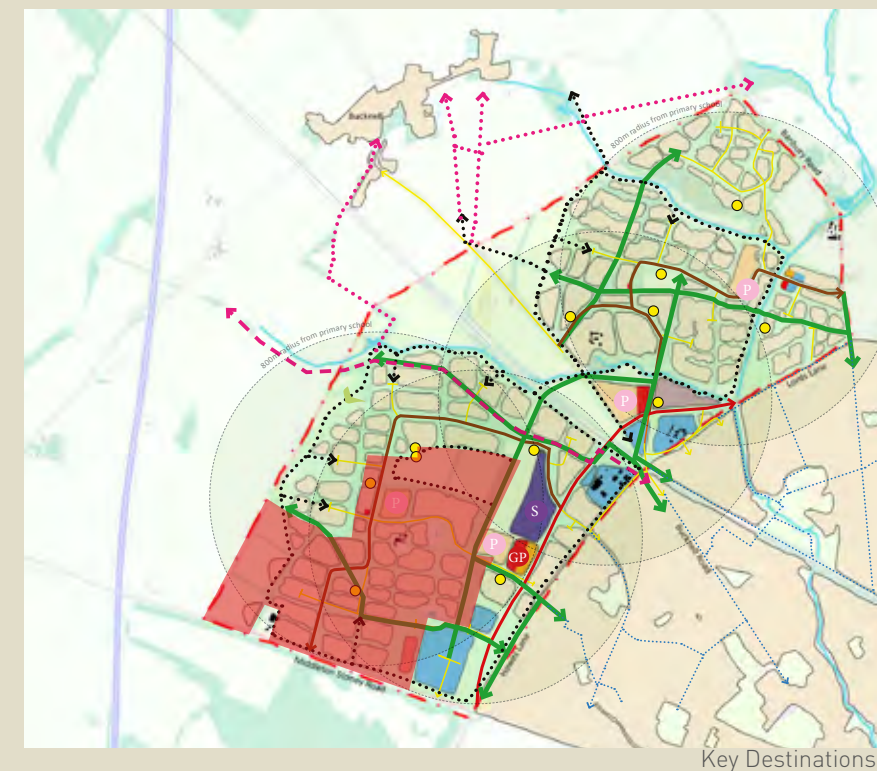 Bucknell
800m radius from primary school
P
Lords Lane
P
800m radius from primary school
P
S
P
GP
Middleton Stoney Road
Key Destinations